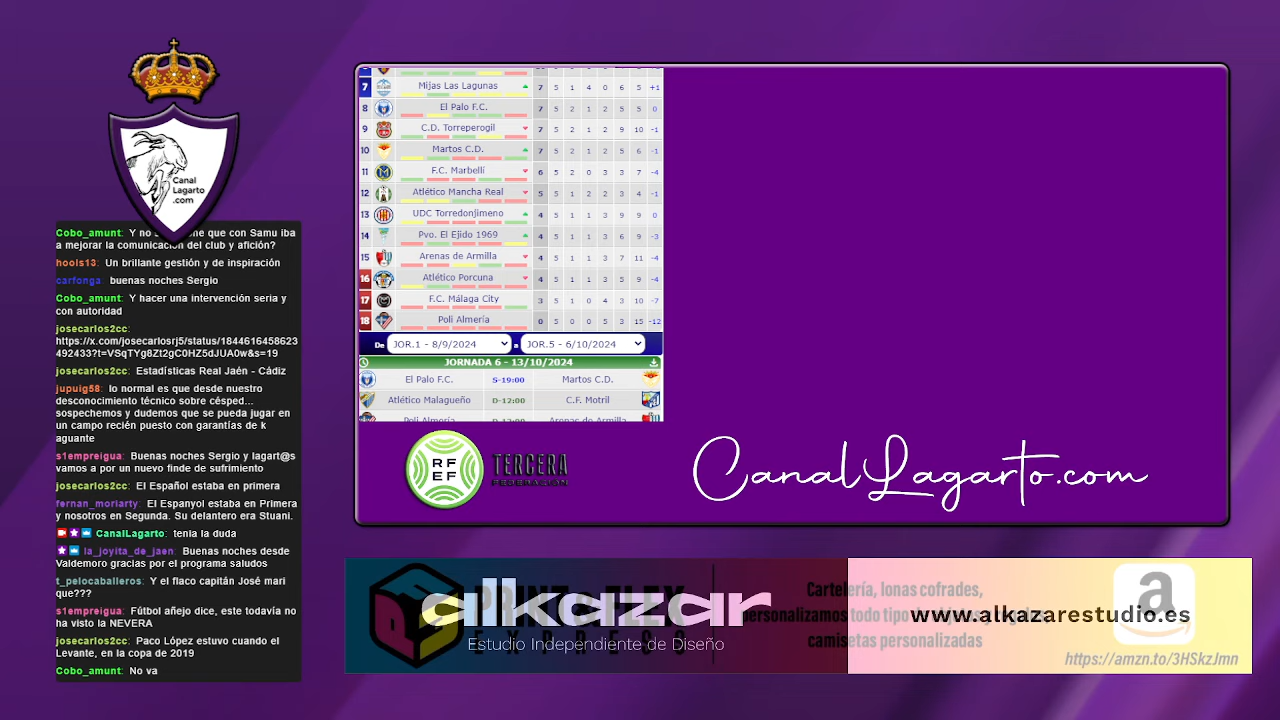 Canal
Lagarto
.com
Cobo_amunt: Y no s ne que con Samu iba
a mejorar la comunicación del club y afición?
hools13: Un brillante gestión y de inspiración
carfonga: buenas noches Sergio
Cobo_amunt: Y hacer una intervención seria y
con autoridad
josecarlos2cc:
https://x.com/josecarlosrj5/status/1844616458623
492433?t=VSqTYg8Zt2gC0HZ5dJUA0w&s=19
josecarlos2cc: Estadísticas Real Jaén - Cádiz
jupuig58: lo normal es que desde nuestro
desconocimiento técnico sobre césped...
sospechemos y dudemos que se pueda jugar en
un campo recién puesto con garantías de k
aguante
s1empreigua: Buenas noches Sergio y lagart@s
vamos a por un nuevo finde de sufrimiento
josecarlos2cc: El Español estaba en primera
fernan_moriarty: El Espanyol estaba en Primera
y nosotros en Segunda. Su delantero era Stuani.
CanalLagarto: tenia la duda
la_joyita_de_jaen: Buenas noches desde
Valdemoro gracias por el programa saludos
t_pelocaballeros: Y el flaco capitán José mari
que???
s1empreigua: Fútbol añejo dice, este todavía no
ha visto la NEVERA
josecarlos2cc: Paco López estuvo cuando el
Levante, en la copa de 2019
Cobo_amunt: No va
7 Mijas Las Lagunas 7 5 1 4 0 6 5 +1
8 El Palo F.C. 7 5 2 1 2 5 5 0
9 C.D. Torreperogil 7 5 2 1 2 9 10 -1
10 Martos C.D. 7 5 2 1 2 5 6 -1
11 F.C. Marbellí 6 5 2 0 3 3 7 -4
12 Atlético Mancha Real 5 5 1 2 2 3 4 -1
13 UDC Torredonjimeno 4 5 1 1 3 9 9 0
14 Pvo. El Ejido 1969 4 5 1 1 3 6 9 -3
15 Arenas de Armilla 4 5 1 1 3 7 11 -4
16 Atlético Porcuna 4 5 1 1 3 5 9 -4
17 F.C. Málaga City 3 5 1 0 4 3 10 -7
18 Poli Almería 0 5 0 0 5 3 15 -12
De JOR.1 - 8/9/2024 a JOR.5 - 6/10/2024
JORNADA 6 - 13/10/2024
El Palo F.C. S-19:00 Martos C.D.
Atlético Malagueño D-12:00 C.F. Motril
Poli Almería D-12:00 Arenas de Armilla
RF
EF
TERCERA
FEDERACIÓN
CanalLagarto.com
alkazar
Estudio Independiente de Diseño
Cartelería, lonas cofrades,
personalizamos todo tipo de
camisetas personalizadas
www.alkazarestudio.es
https://amzn.to/3HSkzJmn